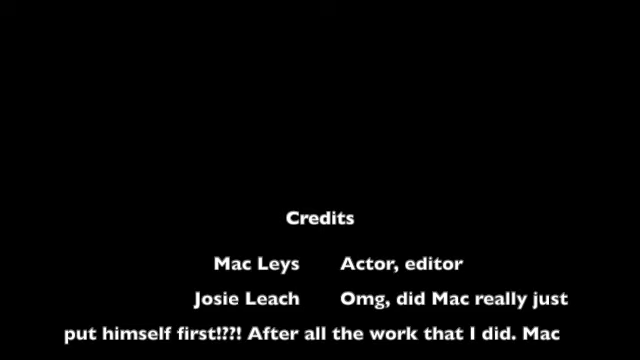 Credits
Mac Leys Actor, editor
Josie Leach Omg, did Mac really just
put himself first!??! After all the work that I did. Mac